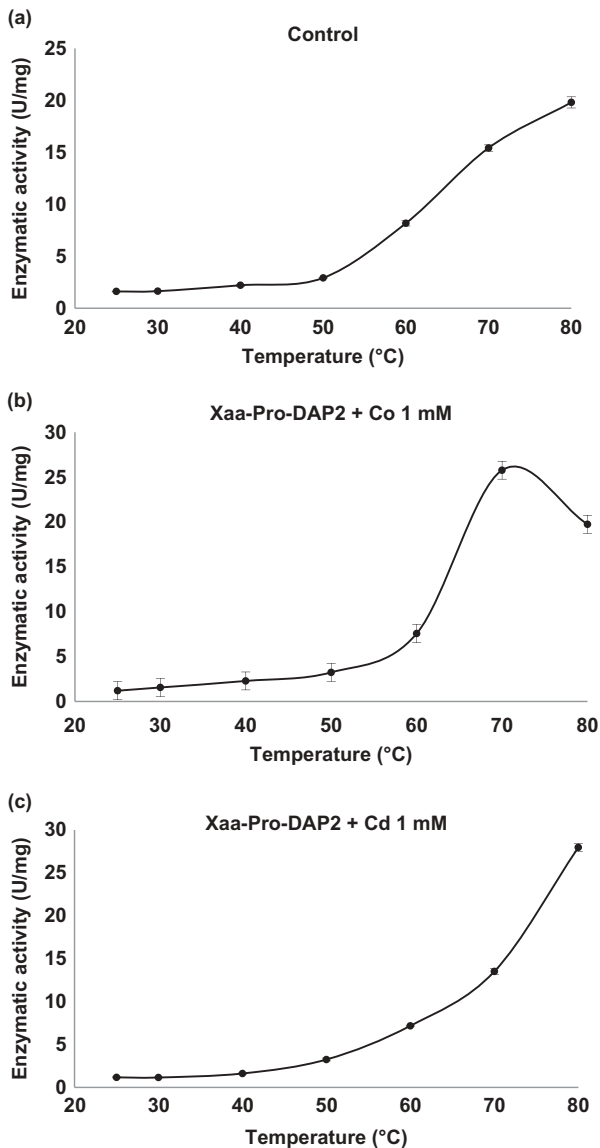 (a)
Control
Enzymatic activity (U/mg)
25
20
15
10
5
0
20 30 40 50 60 70 80
Temperature (°C)
(b)
Xaa-Pro-DAP2 + Co 1 mM
Enzymatic activity (U/mg)
30
25
20
15
10
5
0
20 30 40 50 60 70 80
Temperature (°C)
(c)
Xaa-Pro-DAP2 + Cd 1 mM
Enzymatic activity (U/mg)
30
25
20
15
10
5
0
20 30 40 50 60 70 80
Temperature (°C)